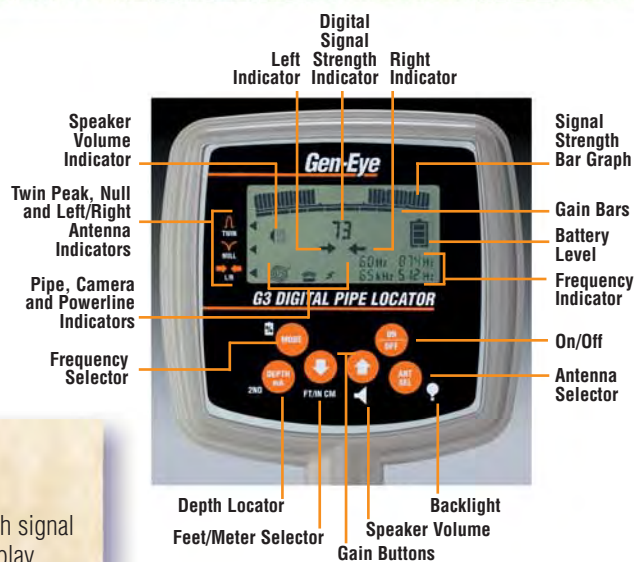 Digital
Signal
Strength
Indicator
Left
Indicator
Right
Indicator
Speaker
Volume
Indicator
Signal
Strength
Bar Graph
Twin Peak, Null
and Left/Right
Antenna
Indicators
Gain Bars
Battery
Level
Frequency
Indicator
Pipe, Camera
and Powerline
Indicators
Frequency
Selector
On/Off
Antenna
Selector
Gen-Eye
TWIN
NULL
L/R
73
60Hz 874Hz
65kHz 512Hz
G3 DIGITAL PIPE LOCATOR
MODE
ON
OFF
DEPTH
ANT
SEL
2ND
FT/IN CM
Depth Locator
Backlight
Feet/Meter Selector
Speaker Volume
Gain Buttons
h signal
play